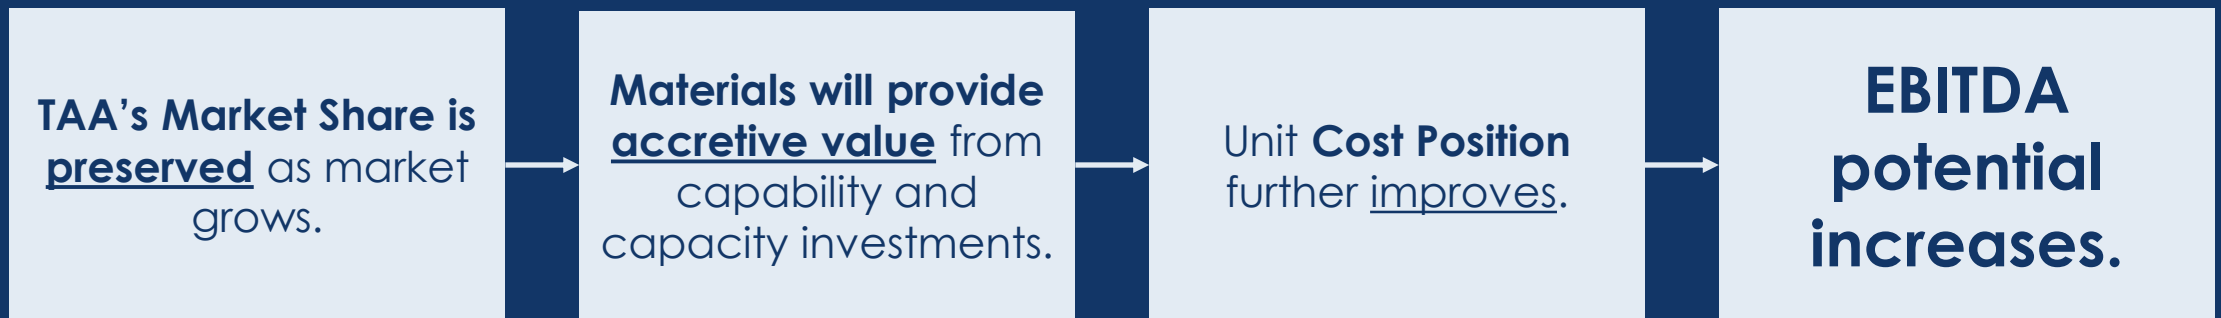 TAA’s Market Share is
preserved as market
grows.
Materials will provide
accretive value from
capability and
capacity investments.
Unit Cost Position
further improves.
EBITDA
potential
increases.